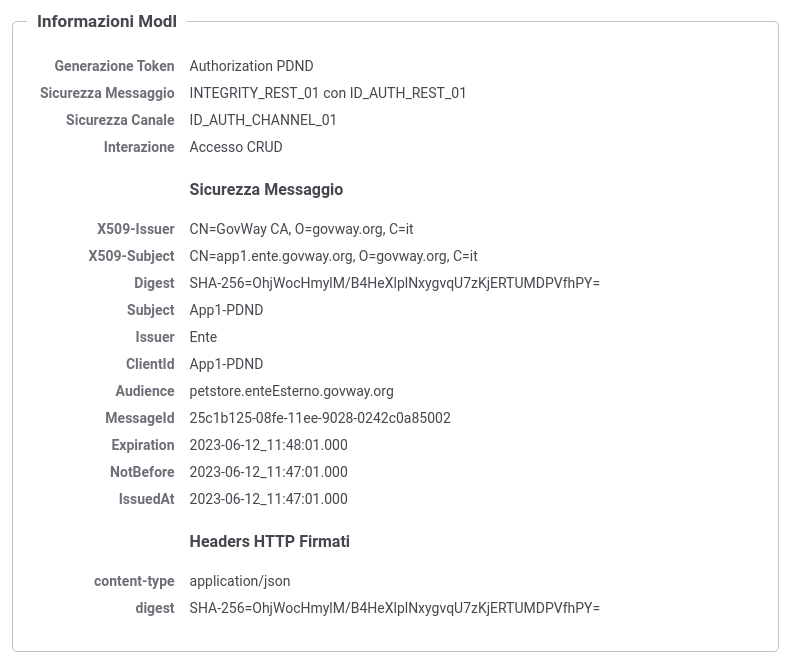 Informazioni ModI
Generazione Token Authorization PDND
Sicurezza Messaggio INTEGRITY_REST_01 con ID_AUTH_REST_01
Sicurezza Canale ID_AUTH_CHANNEL_01
Interazione Accesso CRUD
Sicurezza Messaggio
X509-Issuer CN=GovWay CA, O=govway.org, C=it
X509-Subject CN=app1.ente.govway.org, O=govway.org, C=it
Digest SHA-256=OhjWocHmylM/B4HeXlplNxygvqU7zKjERTUMDPVfhPY=
Subject App1-PDND
Issuer Ente
ClientId App1-PDND
Audience petstore.enteEsterno.govway.org
MessageId 25c1b125-08fe-11ee-9028-0242c0a85002
Expiration 2023-06-12_11:48:01.000
NotBefore 2023-06-12_11:47:01.000
IssuedAt 2023-06-12_11:47:01.000
Headers HTTP Firmati
content-type application/json
digest SHA-256=OhjWocHmylM/B4HeXlplNxygvqU7zKjERTUMDPVfhPY=